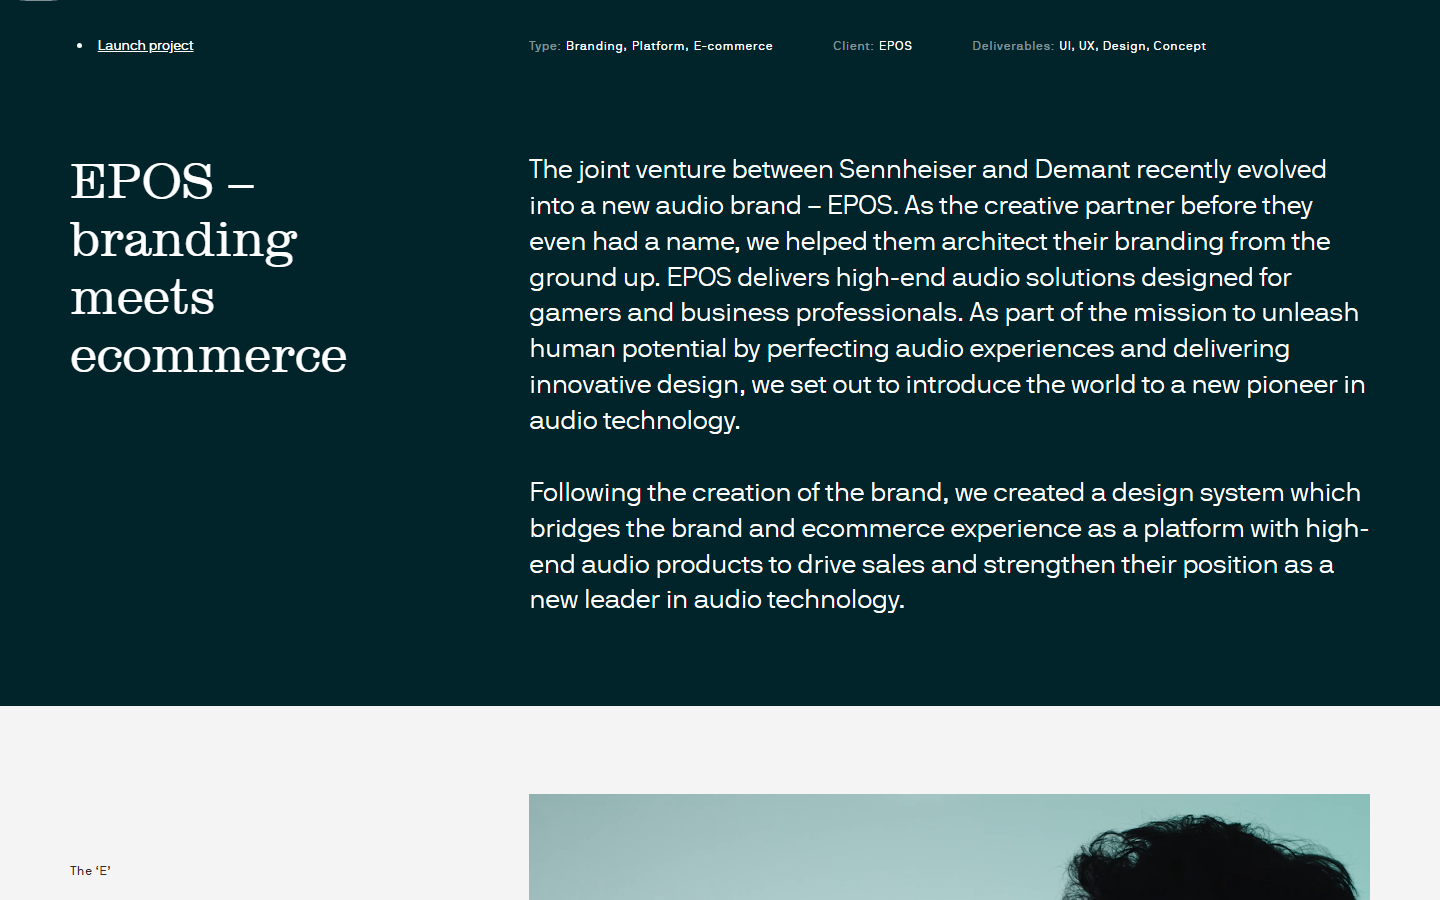 Launch project
Type: Branding, Platform, E-commerce
Client: EPOS
Deliverables: UI, UX, Design, Concept
EPOS –
branding
meets
ecommerce
The joint venture between Sennheiser and Demant recently evolved
into a new audio brand – EPOS. As the creative partner before they
even had a name, we helped them architect their branding from the
ground up. EPOS delivers high-end audio solutions designed for
gamers and business professionals. As part of the mission to unleash
human potential by perfecting audio experiences and delivering
innovative design, we set out to introduce the world to a new pioneer in
audio technology.
Following the creation of the brand, we created a design system which
bridges the brand and ecommerce experience as a platform with high-
end audio products to drive sales and strengthen their position as a
new leader in audio technology.
The ‘E’